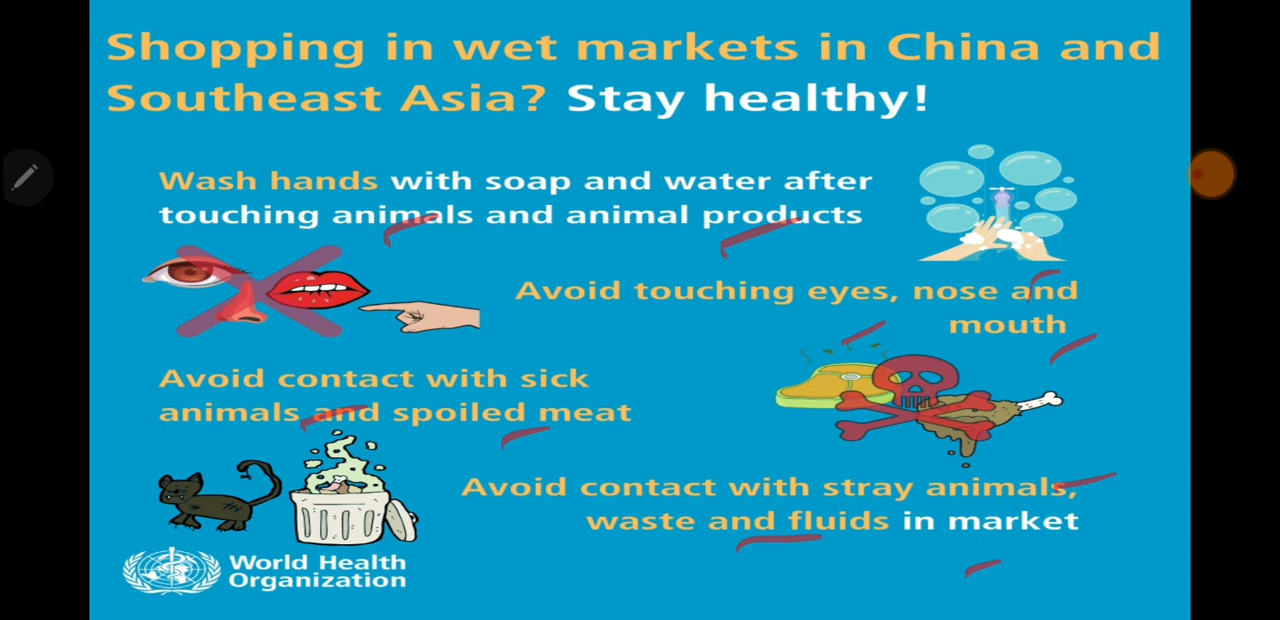 Shopping in wet markets in China and
Southeast Asia? Stay healthy!
Wash hands with soap and water after
touching animals and animal products
Avoid touching eyes, nose and
mouth
Avoid contact with sick
animals and spoiled meat
Avoid contact with stray animals,
waste and fluids in market
World Health
Organization